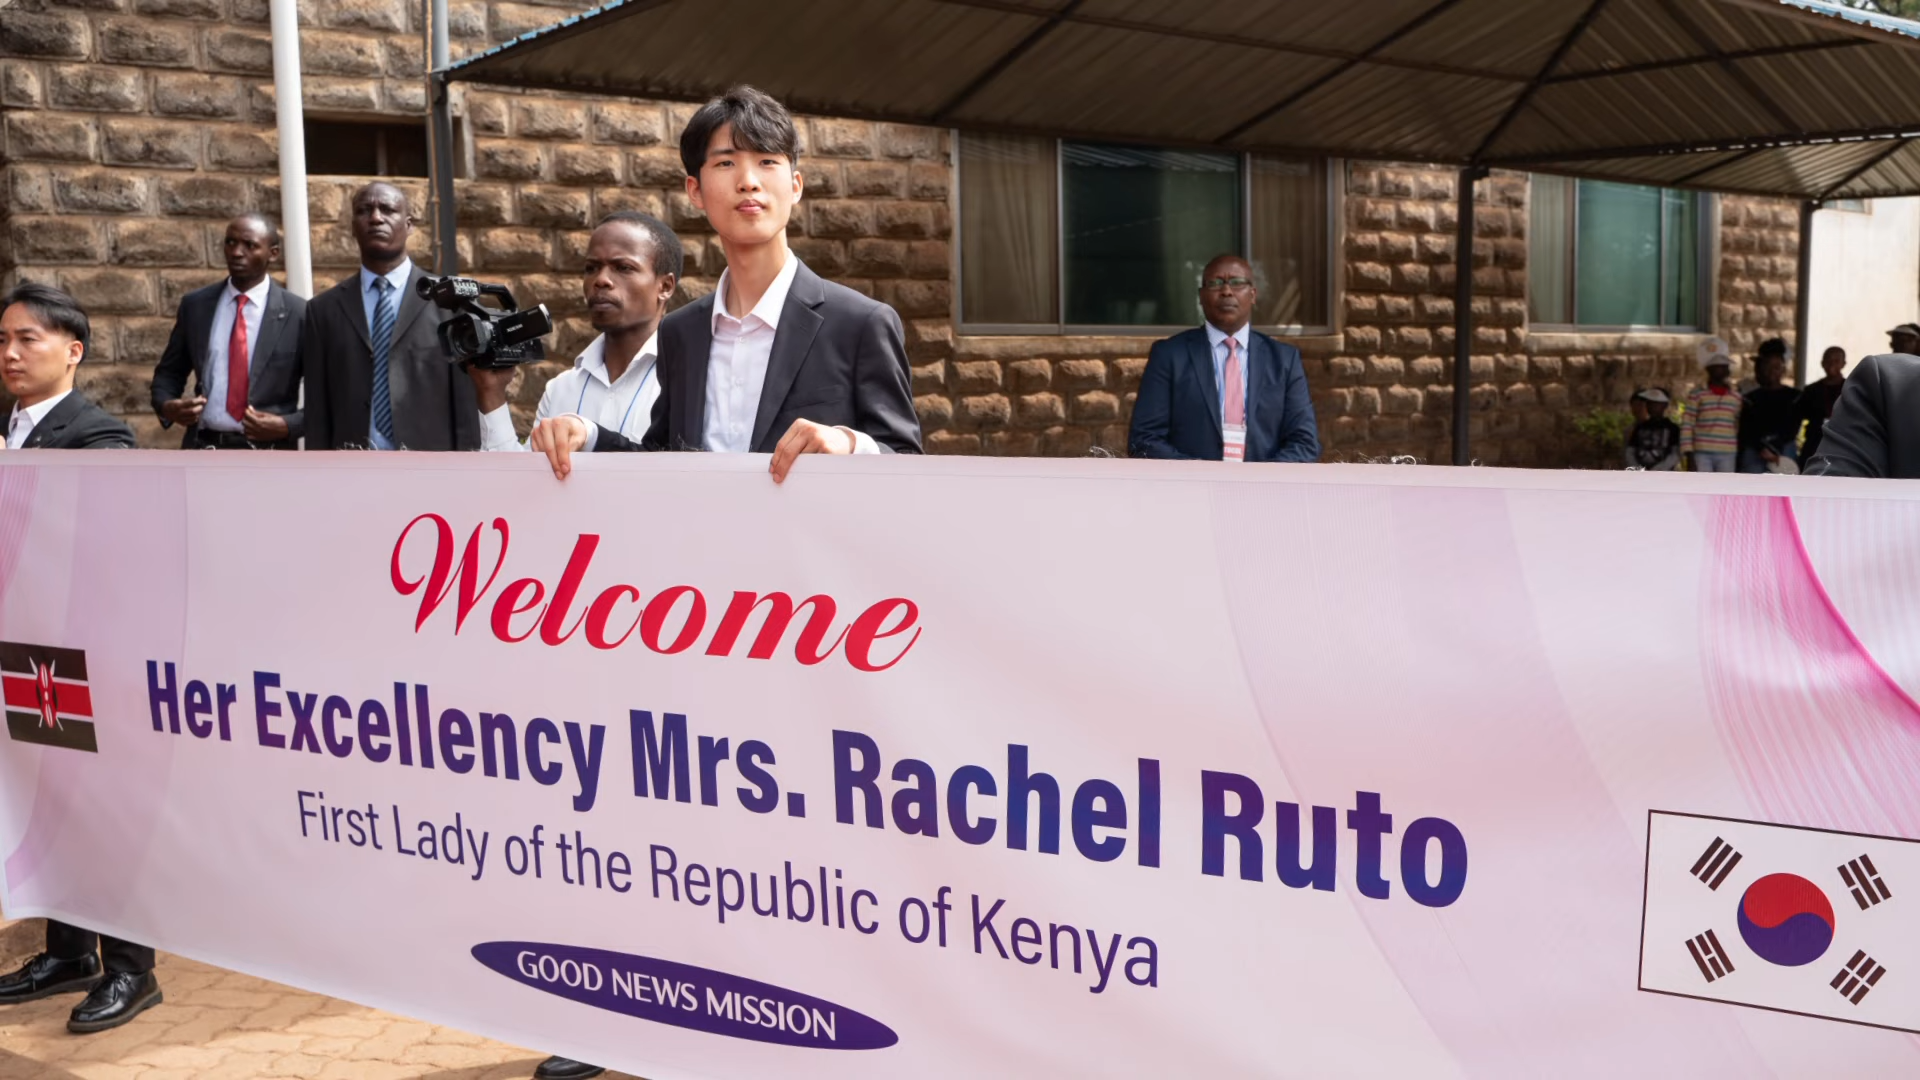 Welcome
Her Excellency Mrs. Rachel Ruto
First Lady of the Republic of Kenya
GOOD NEWS MISSION